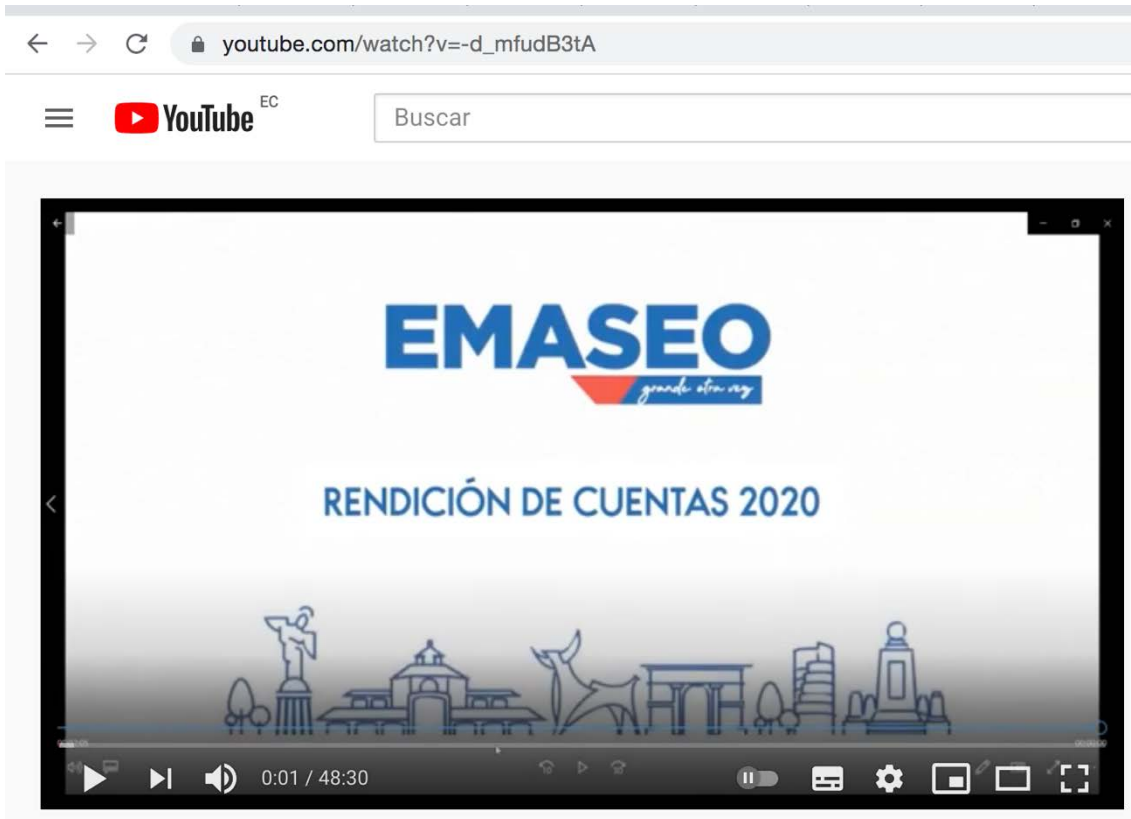 youtube.com/watch?v=-d_mfudB3tA
YouTube EC
Buscar
EMASEO
grande otra vez
RENDICIÓN DE CUENTAS 2020
0:01 / 48:30